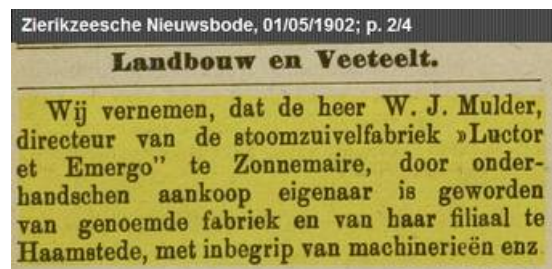 Zierikzeesche Nieuwsbode, 01/05/1902; p. 2/4
Landbouw en Veeteelt.
Wij vernemen, dat de heer W. J. Mulder,
directeur van de stoomzuivelfabriek »Luctor
et Emergo” te Zonnemaire, door onder-
handschen aankoop eigenaar is geworden
van genoemde fabriek en van haar filiaal te
Haamstede, met inbegrip van machinerieën enz